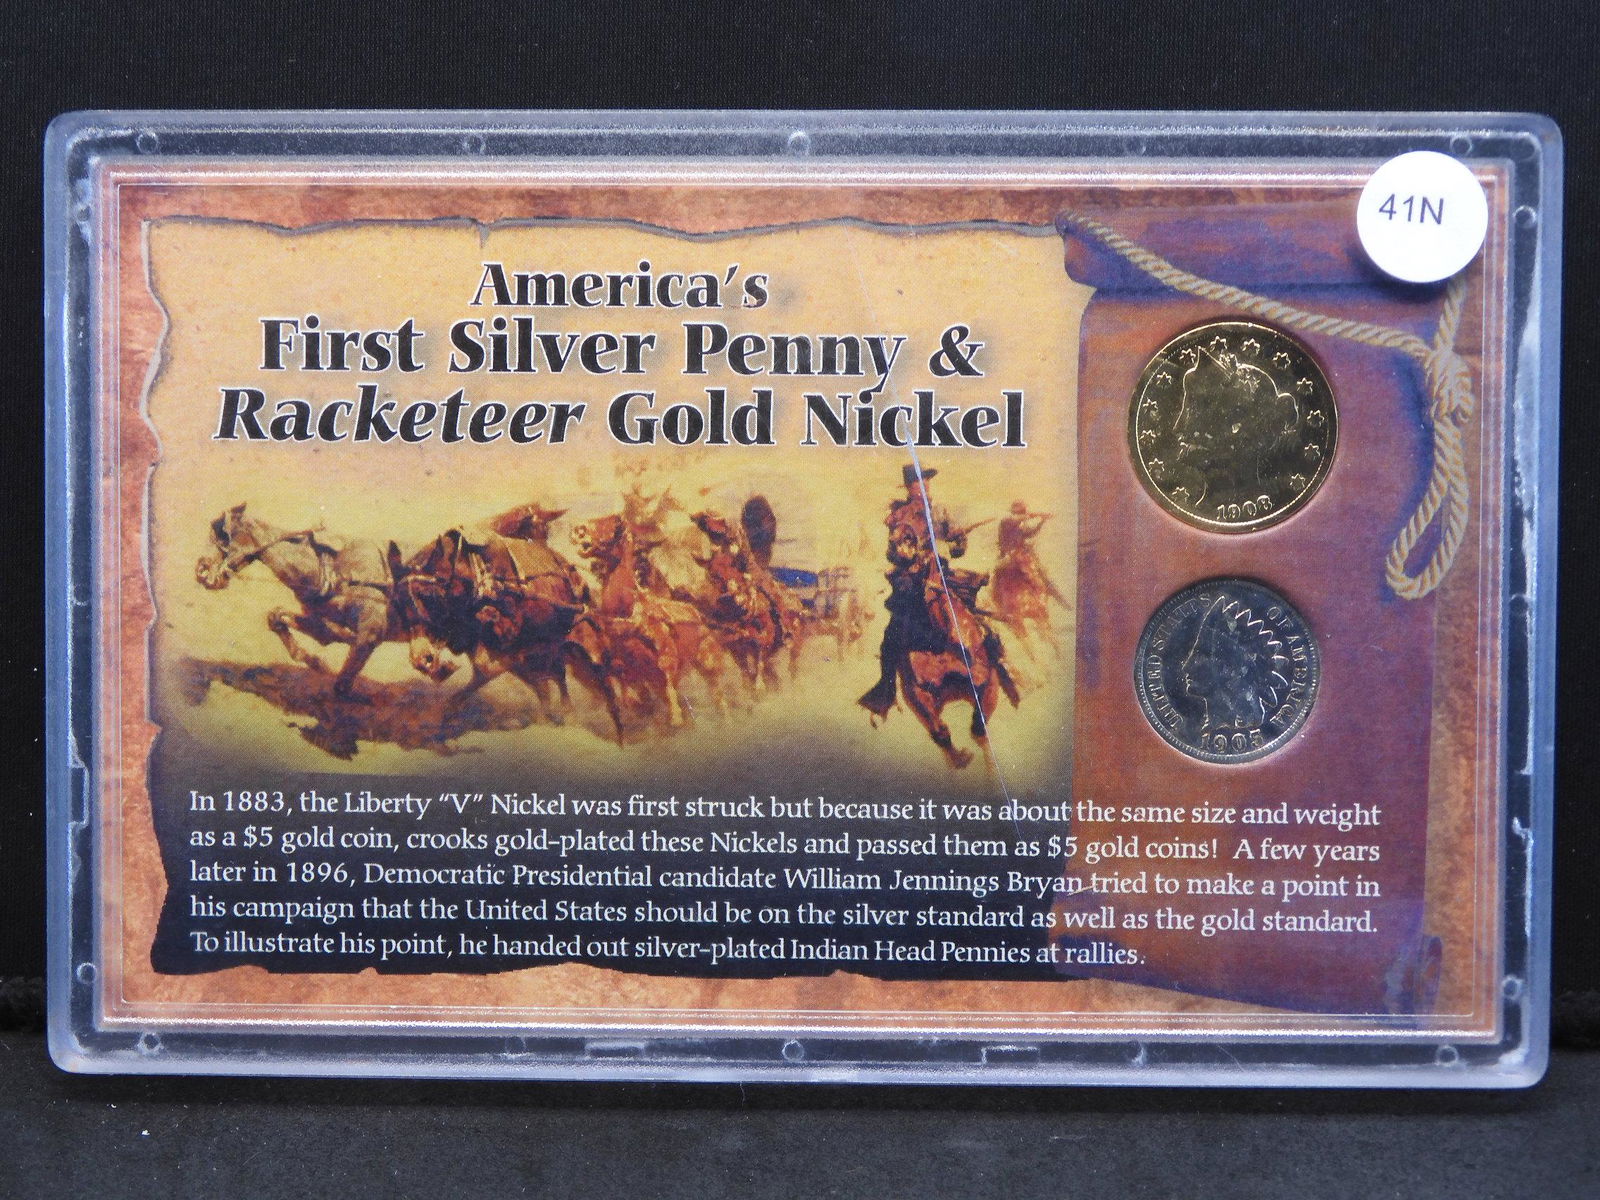 41N
America's
First Silver Penny &
Racketeer Gold Nickel
1908
UNITED STATES OF AMERICA
1905
In 1883, the Liberty “V” Nickel was first struck but because it was about the same size and weight
as a $5 gold coin, crooks gold-plated these Nickels and passed them as $5 gold coins! A few years
later in 1896, Democratic Presidential candidate William Jennings Bryan tried to make a point in
his campaign that the United States should be on the silver standard as well as the gold standard.
To illustrate his point, he handed out silver-plated Indian Head Pennies at rallies.